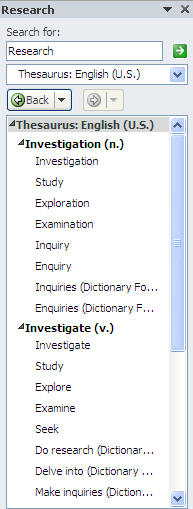 Research
Search for:
Research
Thesaurus: English (U.S.)
Back
Thesaurus: English (U.S.)
Investigation (n.)
Investigation
Study
Exploration
Examination
Inquiry
Enquiry
Inquiries (Dictionary Fo...
Enquiries (Dictionary F...
Investigate (v.)
Investigate
Study
Explore
Examine
Seek
Do research (Dictionar...
Delve into (Dictionary ...
Make inquiries (Diction...